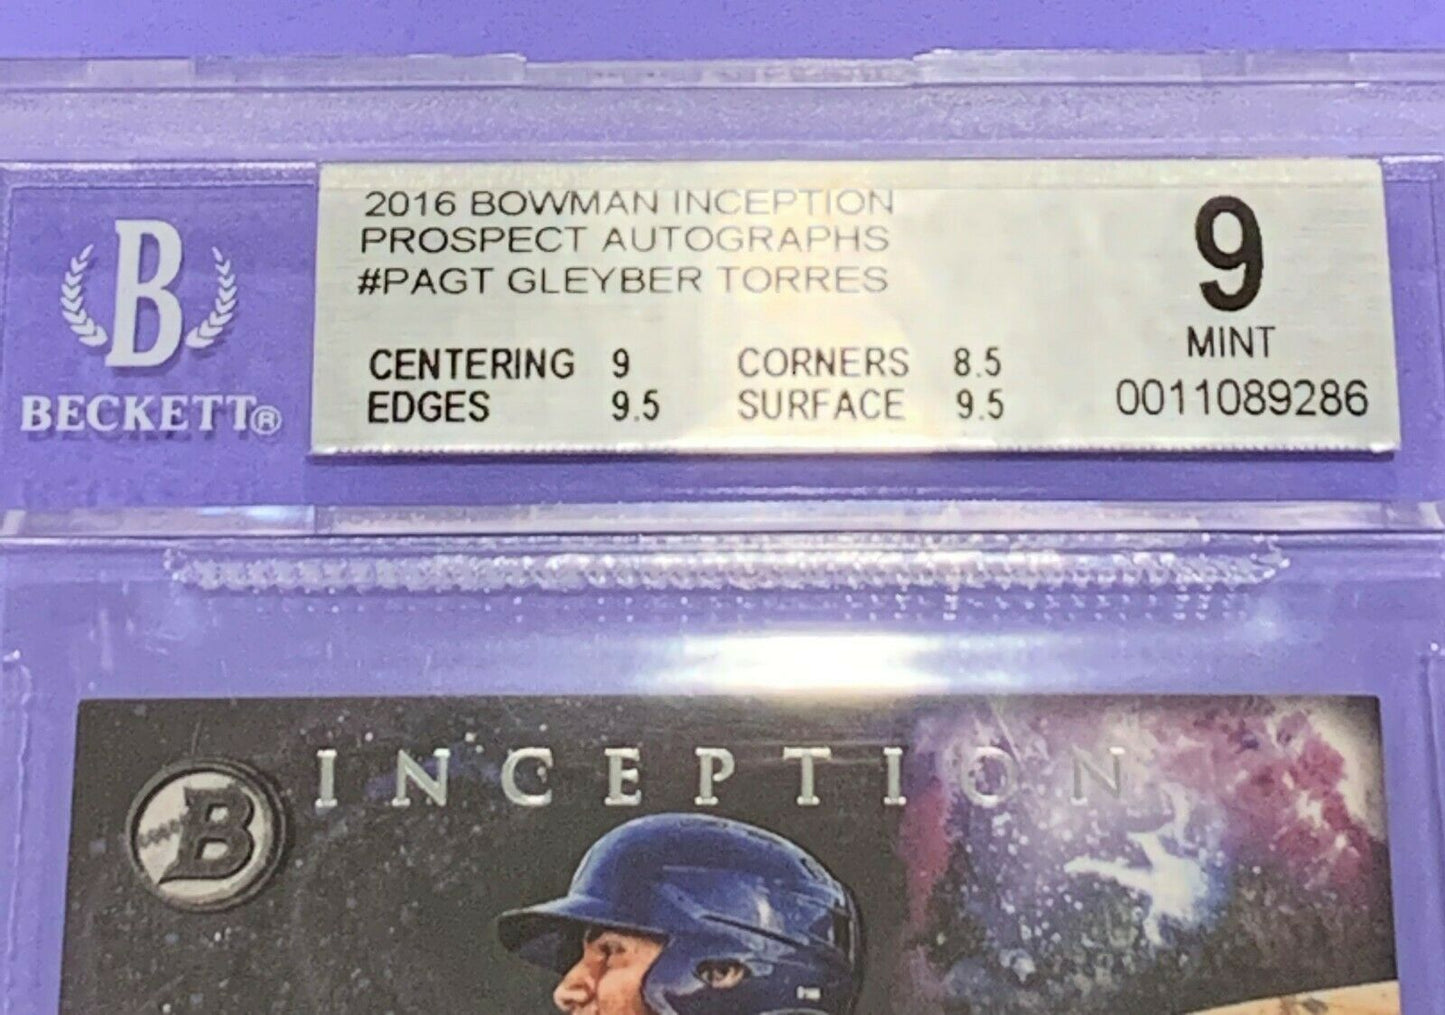 B
BECKETT®
2016 BOWMAN INCEPTION
PROSPECT AUTOGRAPHS
#PAGT GLEYBER TORRES
CENTERING 9 CORNERS 8.5
EDGES 9.5 SURFACE 9.5
9
MINT
0011089286
INCEPTION
B